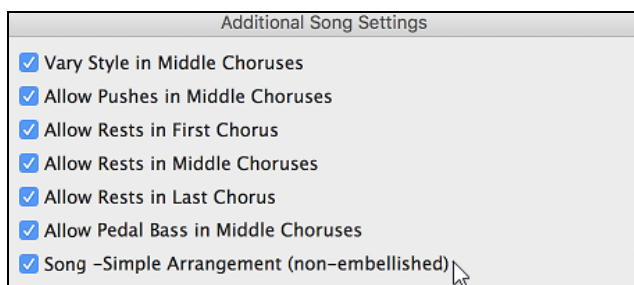 Additional Song Settings
Vary Style in Middle Choruses
Allow Pushes in Middle Choruses
Allow Rests in First Chorus
Allow Rests in Middle Choruses
Allow Rests in Last Chorus
Allow Pedal Bass in Middle Choruses
Song -Simple Arrangement (non-embellished)